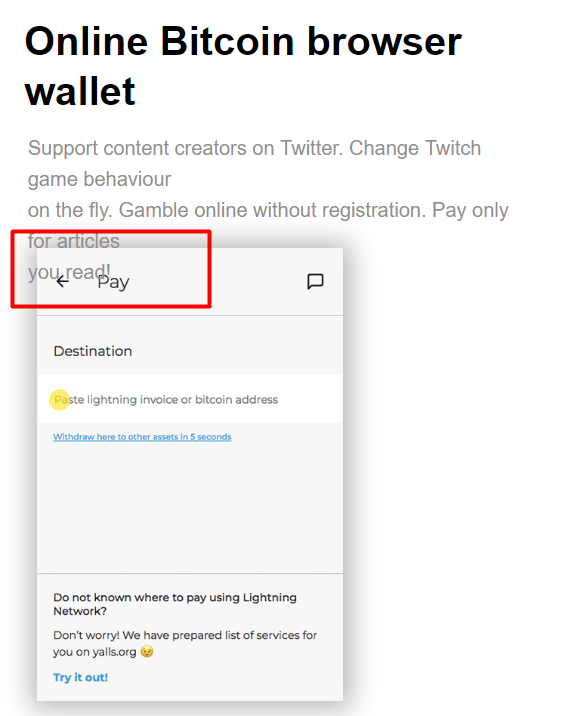 Online Bitcoin browser
wallet
Support content creators on Twitter. Change Twitch
game behaviour
on the fly. Gamble online without registration. Pay only
for articles
you read!
Pay
Destination
Paste lightning invoice or bitcoin address
Withdraw here to other assets in 5 seconds
Do not known where to pay using Lightning
Network?
Don't worry! We have prepared list of services for
you on yalls.org 😉
Try it out!